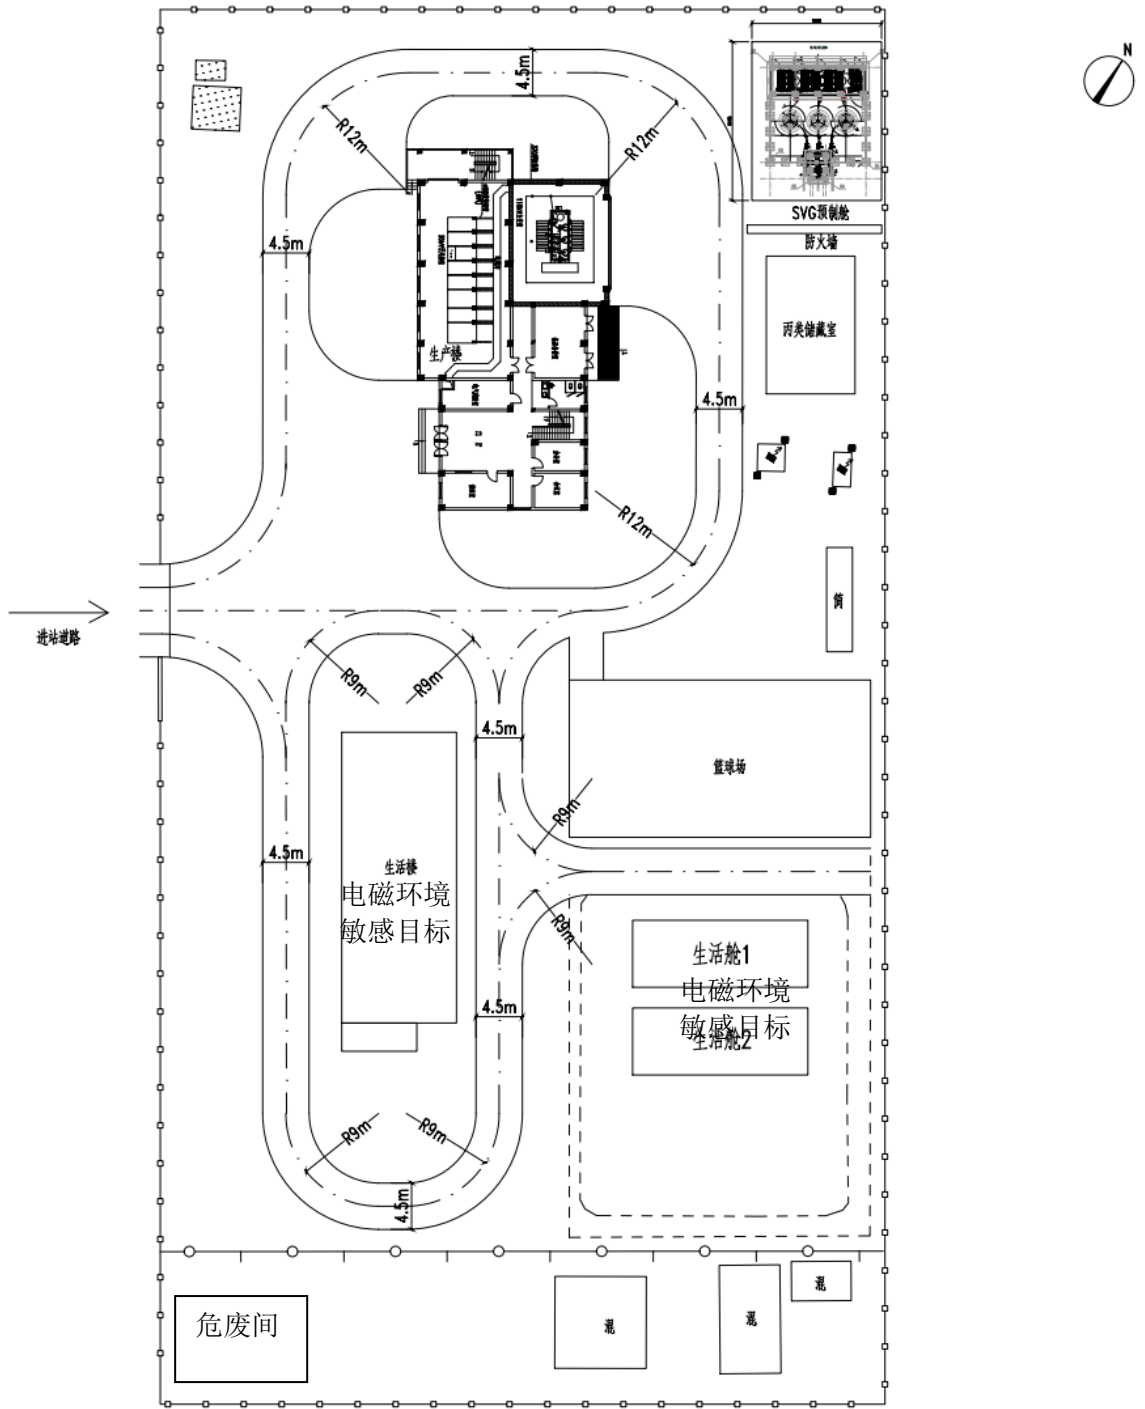 N
4.5m
R12m
R12m
SVG预制舱
防火墙
4.5m
丙类储藏室
生产楼
4.5m
R12m
筒
进站道路
R9m
R9m
4.5m
篮球场
R9m
4.5m
生活楼
电磁环境
敏感目标
R9m
生活舱1
电磁环境
敏感目标
生活舱2
4.5m
R9m
R9m
4.5m
危废间
混
混
混